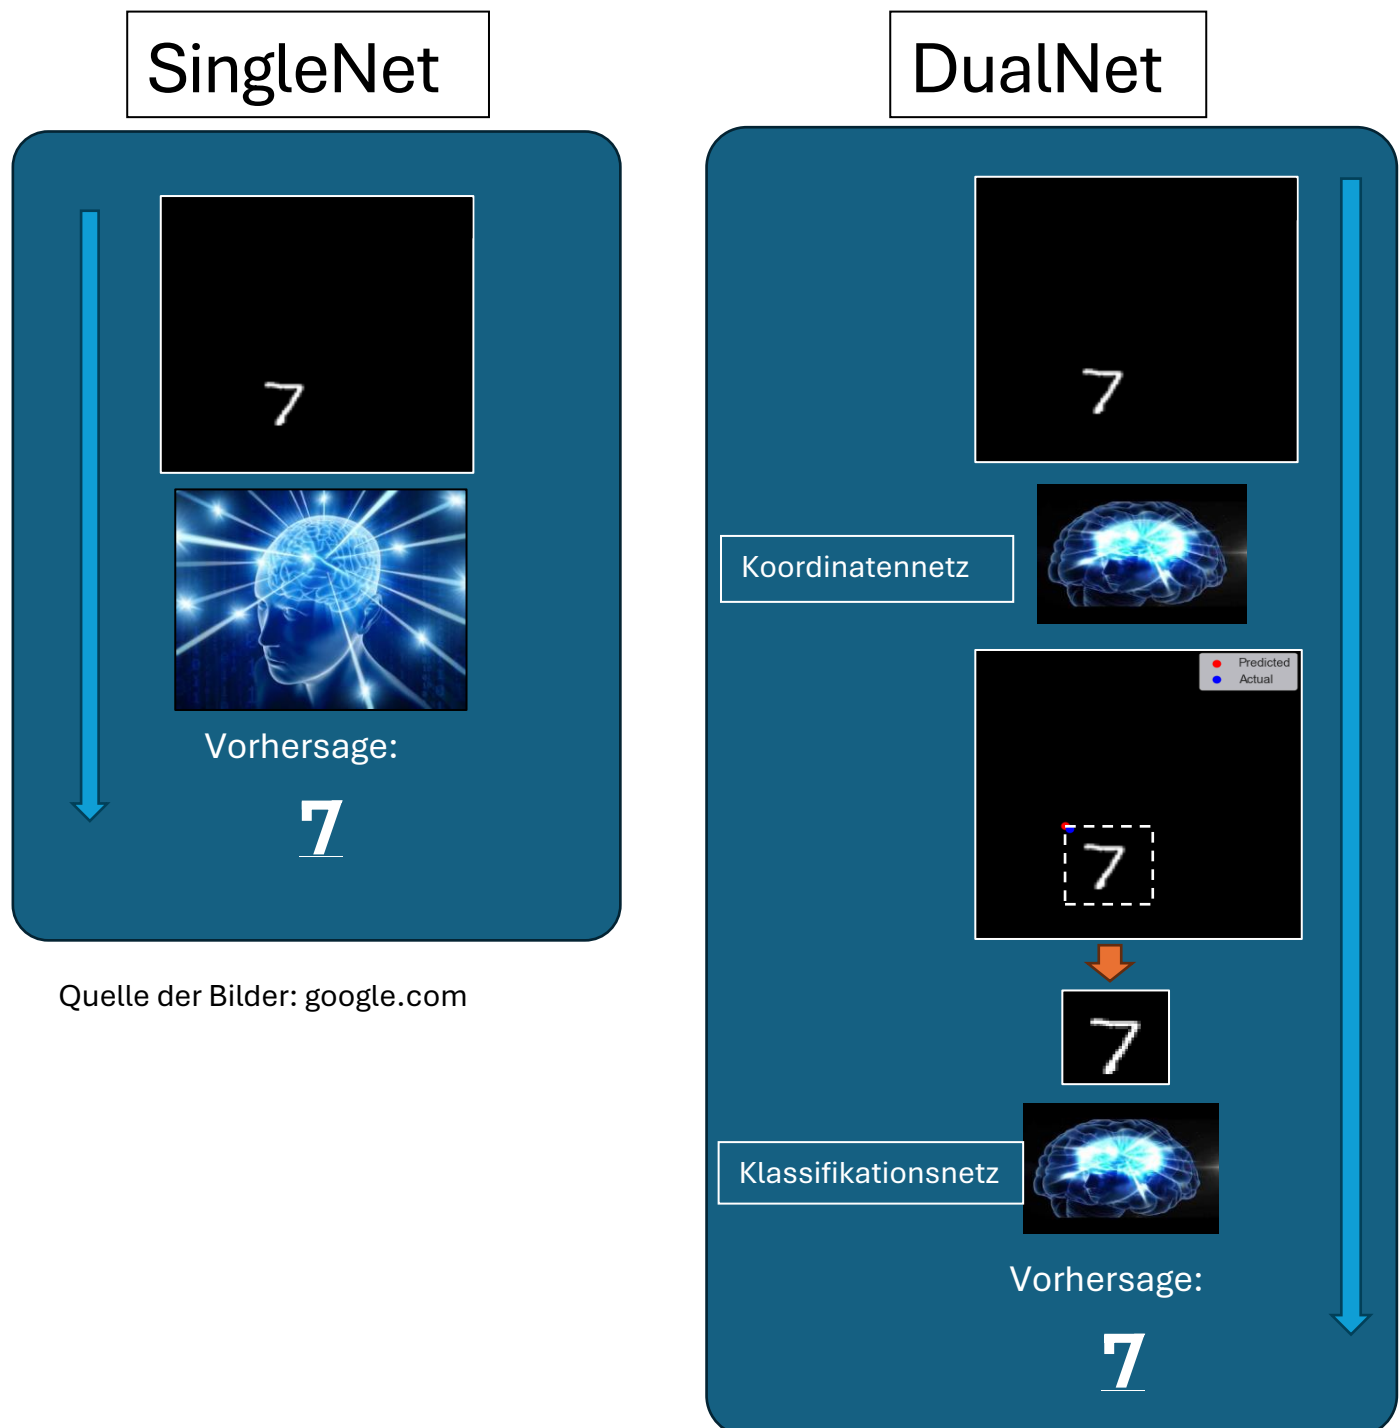 SingleNet
7
Vorhersage:
7
Quelle der Bilder: google.com
DualNet
7
Koordinatennetz
Predicted
Actual
7
7
Klassifikationsnetz
Vorhersage:
7